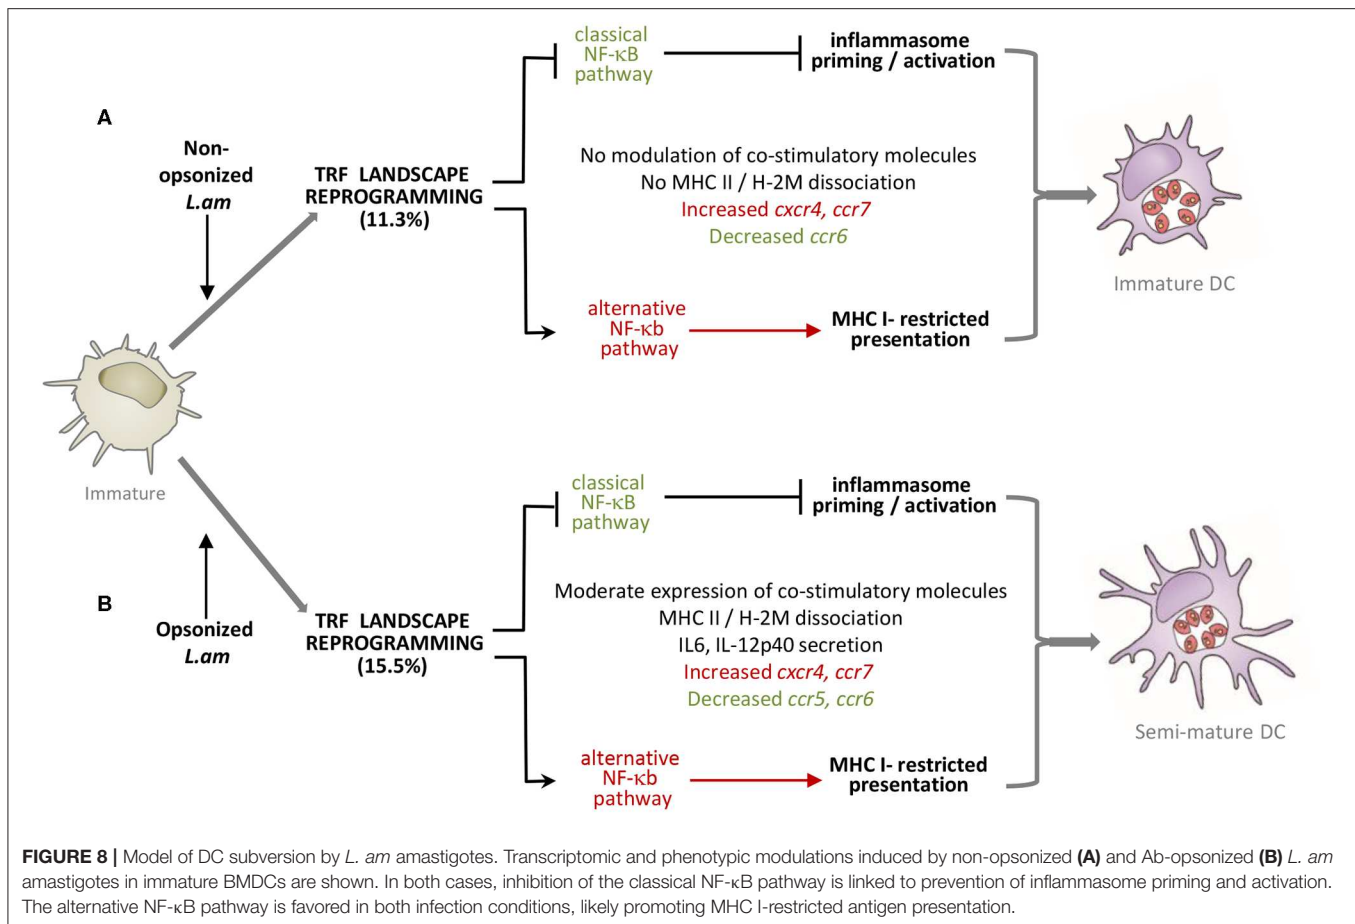 A
Non-
opsonized
L.am
TRF LANDSCAPE
REPROGRAMMING
(11.3%)
classical
NF-κB
pathway
inflammasome
priming / activation
No modulation of co-stimulatory molecules
No MHC II / H-2M dissociation
Increased cxcr4, ccr7
Decreased ccr6
alternative
NF-κb
pathway
MHC I- restricted
presentation
Immature DC
Immature
B
Opsonized
L.am
TRF LANDSCAPE
REPROGRAMMING
(15.5%)
classical
NF-κB
pathway
inflammasome
priming / activation
Moderate expression of co-stimulatory molecules
MHC II / H-2M dissociation
IL6, IL-12p40 secretion
Increased cxcr4, ccr7
Decreased ccr5, ccr6
alternative
NF-κb
pathway
MHC I- restricted
presentation
Semi-mature DC
FIGURE 8 | Model of DC subversion by L. am amastigotes. Transcriptomic and phenotypic modulations induced by non-opsonized (A) and Ab-opsonized (B) L. am
amastigotes in immature BMDCs are shown. In both cases, inhibition of the classical NF-κB pathway is linked to prevention of inflammasome priming and activation.
The alternative NF-κB pathway is favored in both infection conditions, likely promoting MHC I-restricted antigen presentation.